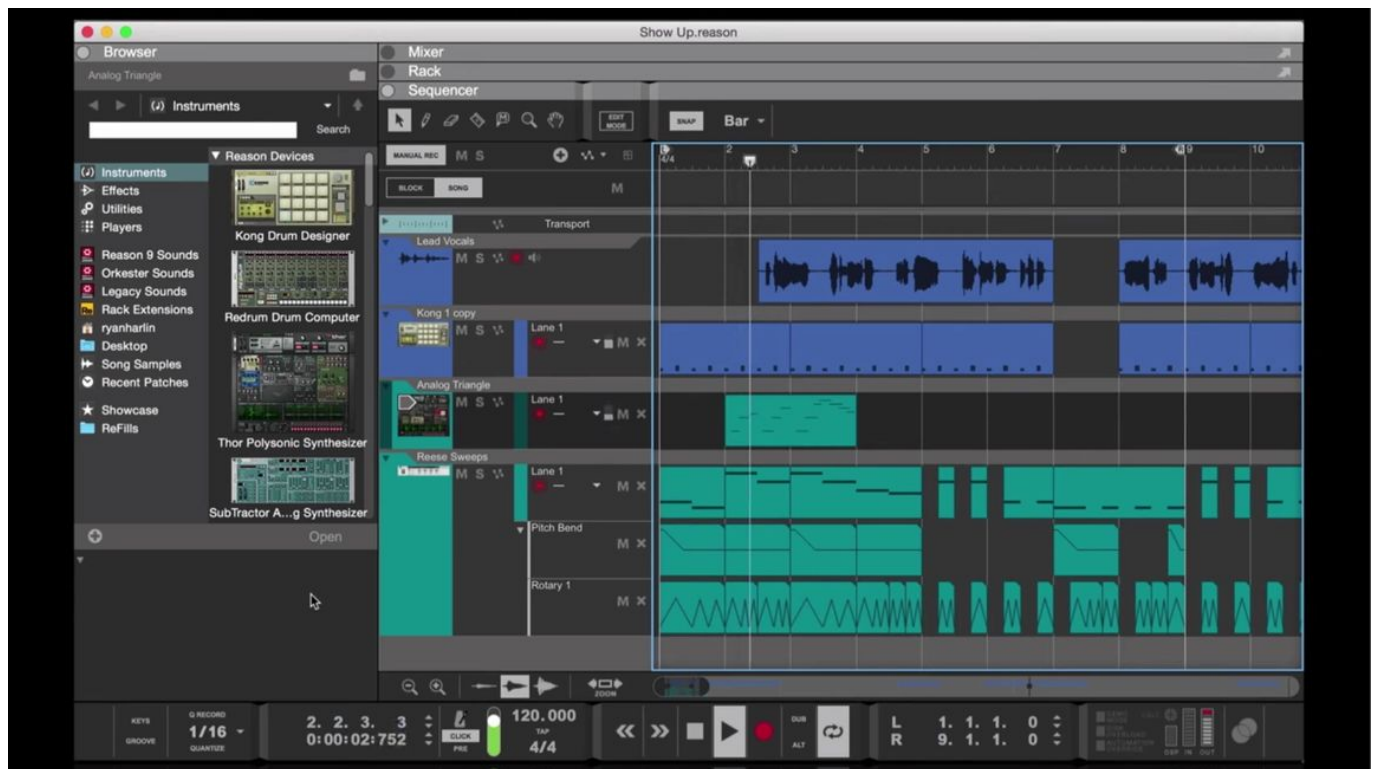 Show Up.reason
Browser
Analog Triangle
Instruments
Search
Instruments
Effects
Utilities
Players
Reason 9 Sounds
Orkester Sounds
Legacy Sounds
Rack Extensions
ryanharlin
Desktop
Song Samples
Recent Patches
Showcase
ReFills
Reason Devices
Kong Drum Designer
Redrum Drum Computer
Thor Polysonic Synthesizer
SubTractor A...g Synthesizer
Open
Mixer
Rack
Sequencer
EDIT MODE
SNAP Bar
MANUAL REC M S
BLOCK SONG M
4/4 2 3 4 5 6 7 8 9 10
Transport
Lead Vocals
M S
Kong 1 copy
M S Lane 1 M
Analog Triangle
M S Lane 1 M
Reese Sweeps
M S Lane 1 M
Pitch Bend
M
Rotary 1
M
ZOOM
KEYS
GROOVE
Q RECORD
1/16
QUANTIZE
2. 2. 3. 3
0:00:02:752
CLICK
PRE
120.000
TAP
4/4
DUB
ALT
L 1. 1. 1. 0
R 9. 1. 1. 0
DSP IN OUT